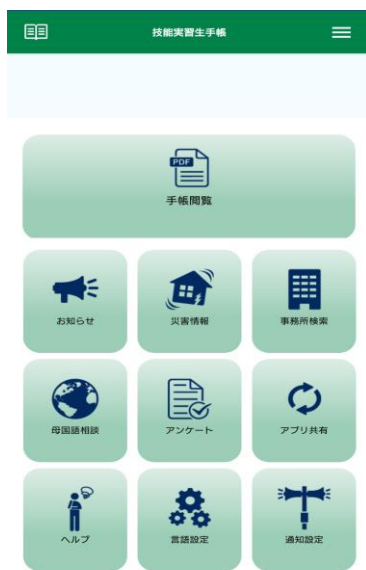 技能実習生手帳
PDF
手帳閲覧
お知らせ
災害情報
事務所検索
母国語相談
アンケート
アプリ共有
ヘルプ
言語設定
通知設定